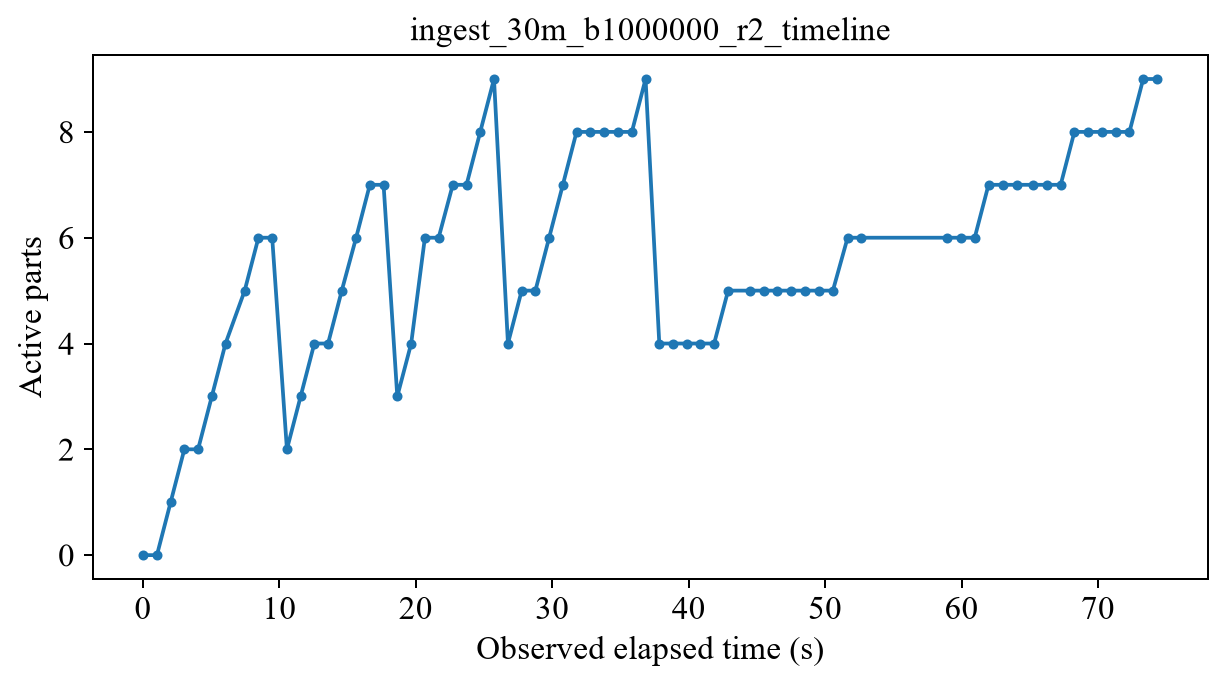 ingest_30m_b1000000_r2_timeline
Active parts
8
6
4
2
0
0 10 20 30 40 50 60 70
Observed elapsed time (s)